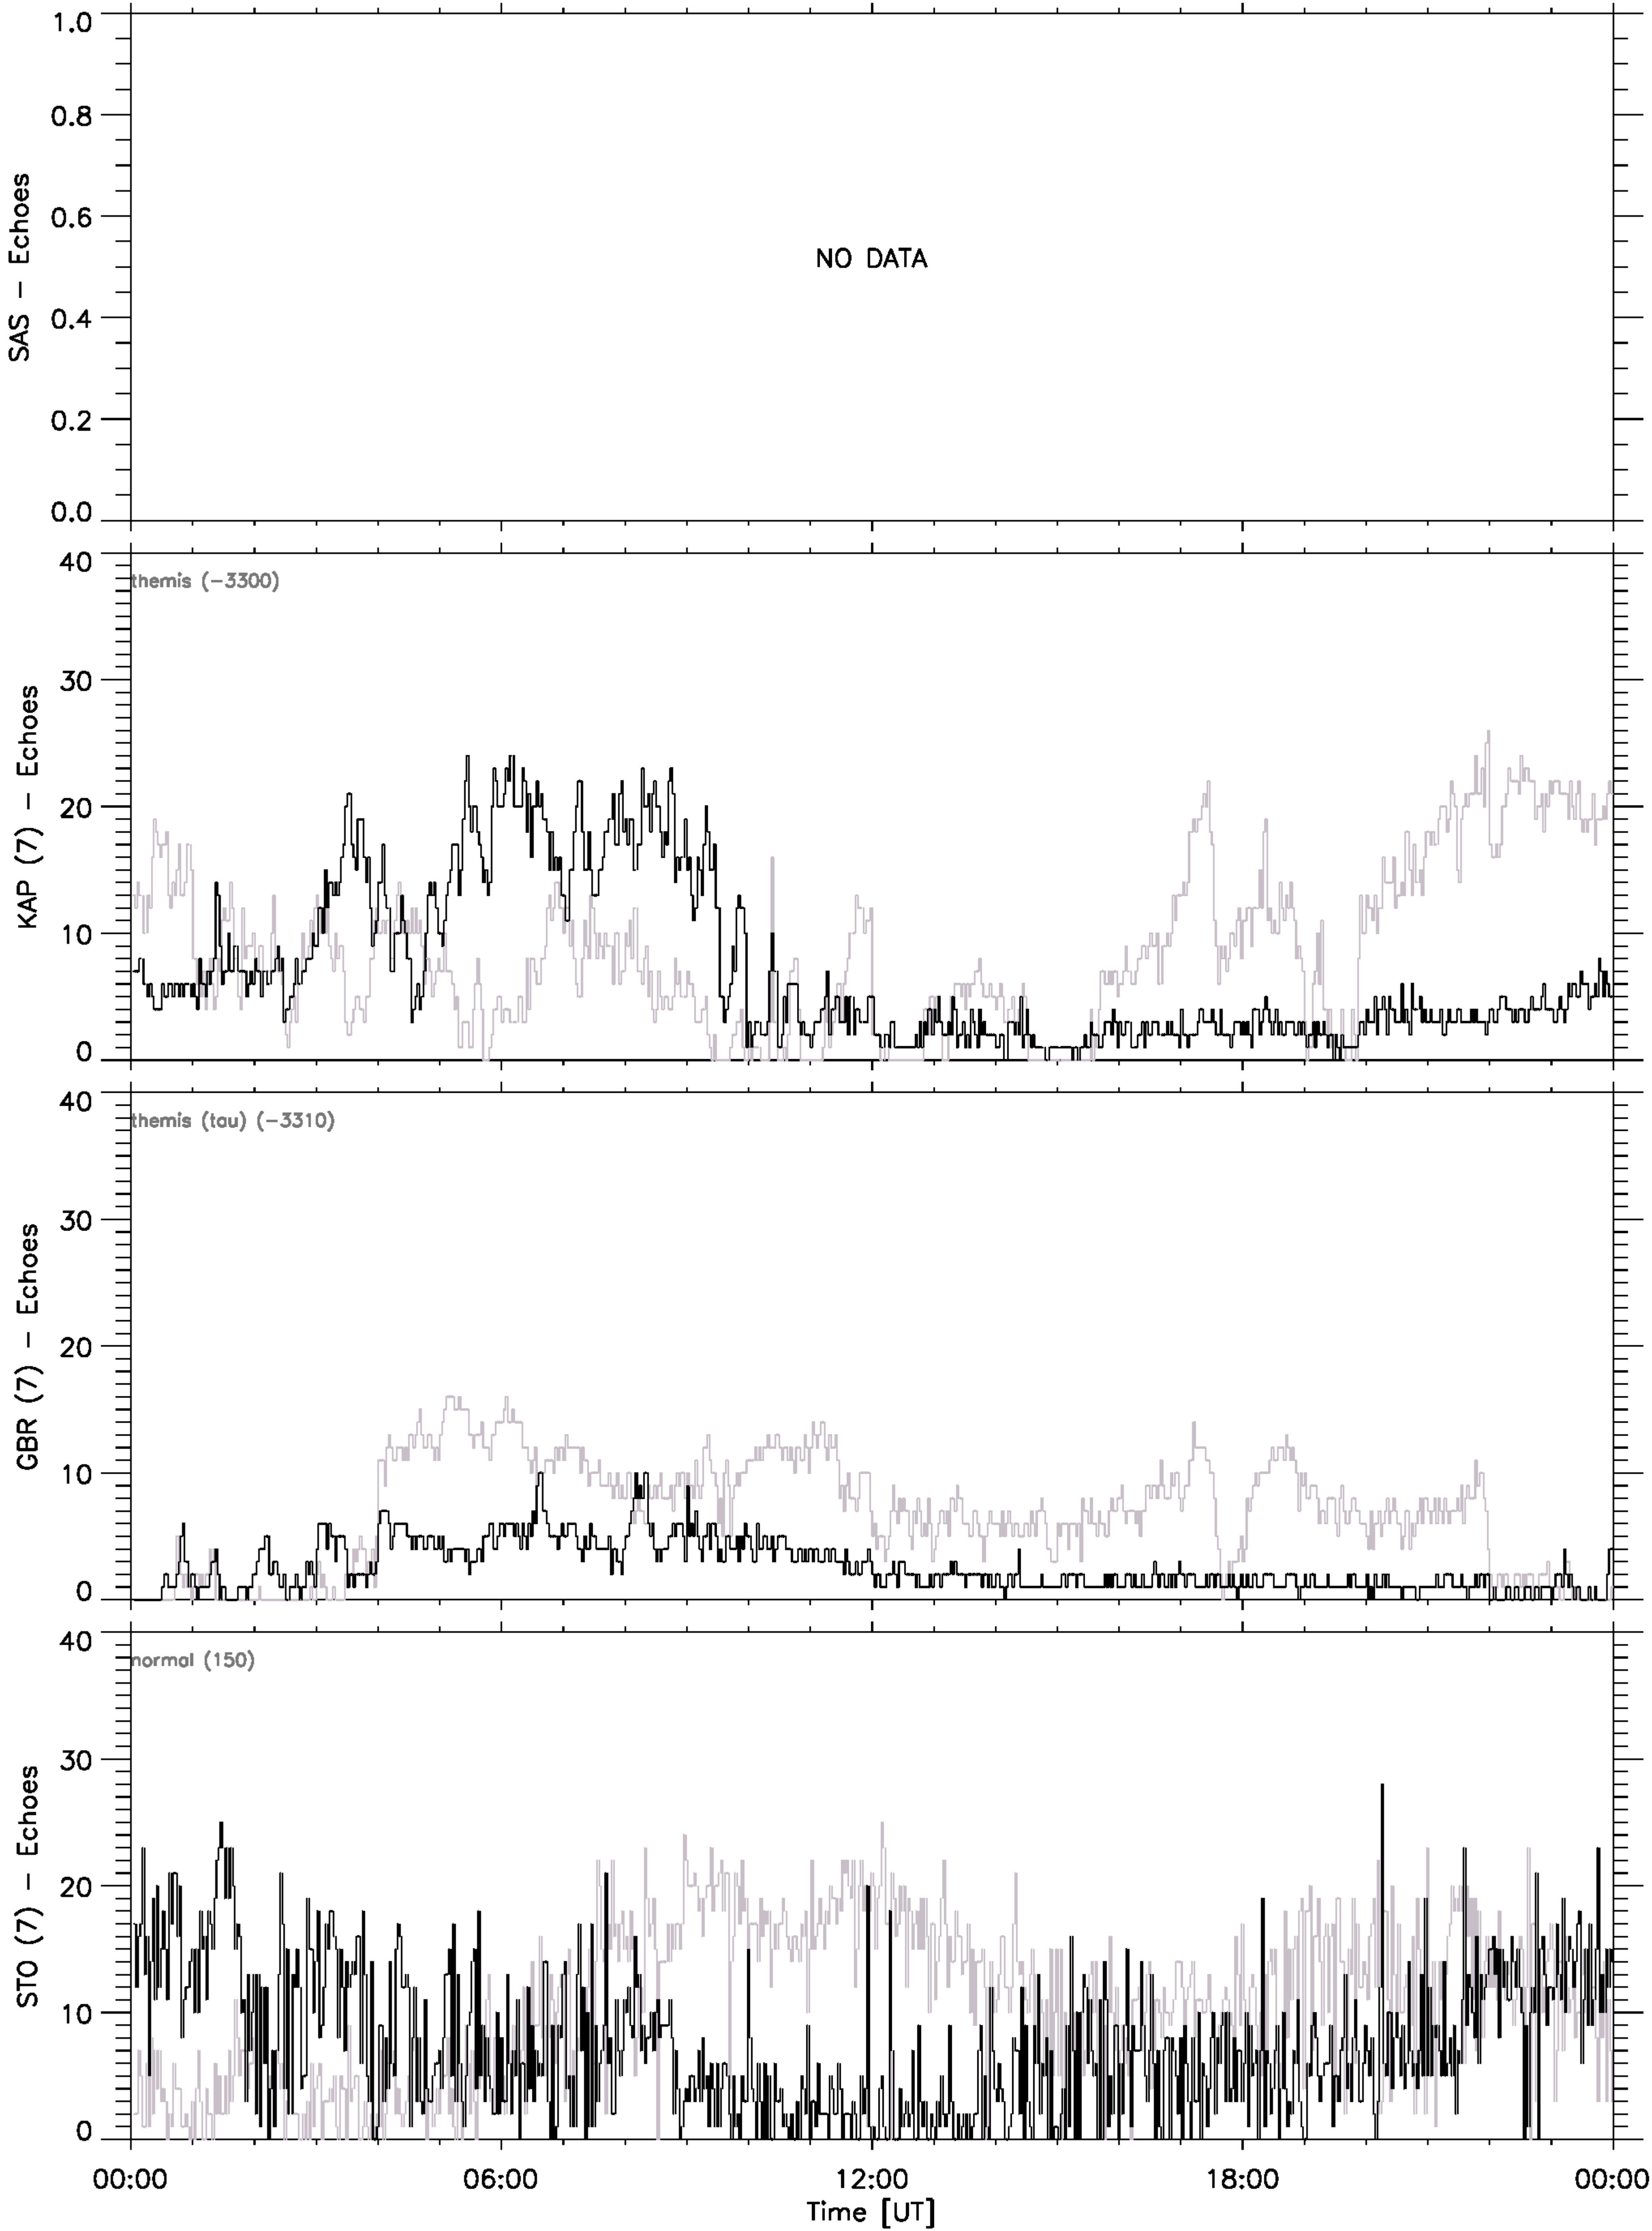 1.0
0.8
0.6
0.4
0.2
0.0
SAS - Echoes
NO DATA
40
30
20
10
0
KAP (7) - Echoes
themis (-3300)
40
30
20
10
0
GBR (7) - Echoes
themis (tau) (-3310)
40
30
20
10
0
STO (7) - Echoes
normal (150)
00:00 06:00 12:00 18:00 00:00
Time [UT]